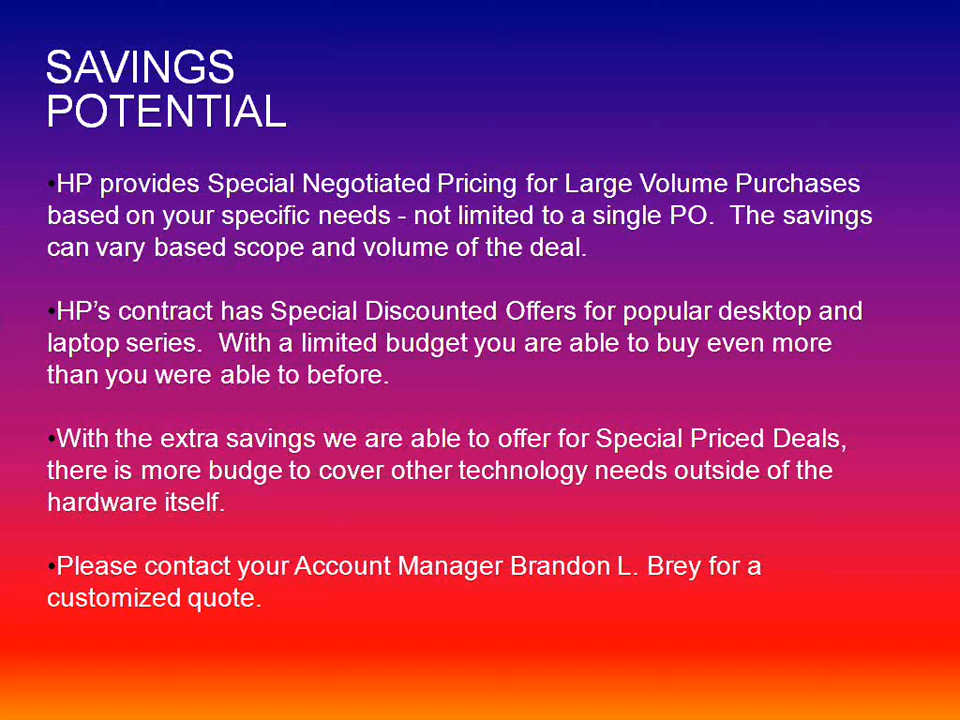 SAVINGS
POTENTIAL
•HP provides Special Negotiated Pricing for Large Volume Purchases
based on your specific needs - not limited to a single PO.  The savings
can vary based scope and volume of the deal.
•HP’s contract has Special Discounted Offers for popular desktop and
laptop series.  With a limited budget you are able to buy even more
than you were able to before.
•With the extra savings we are able to offer for Special Priced Deals,
there is more budge to cover other technology needs outside of the
hardware itself.
•Please contact your Account Manager Brandon L. Brey for a
customized quote.